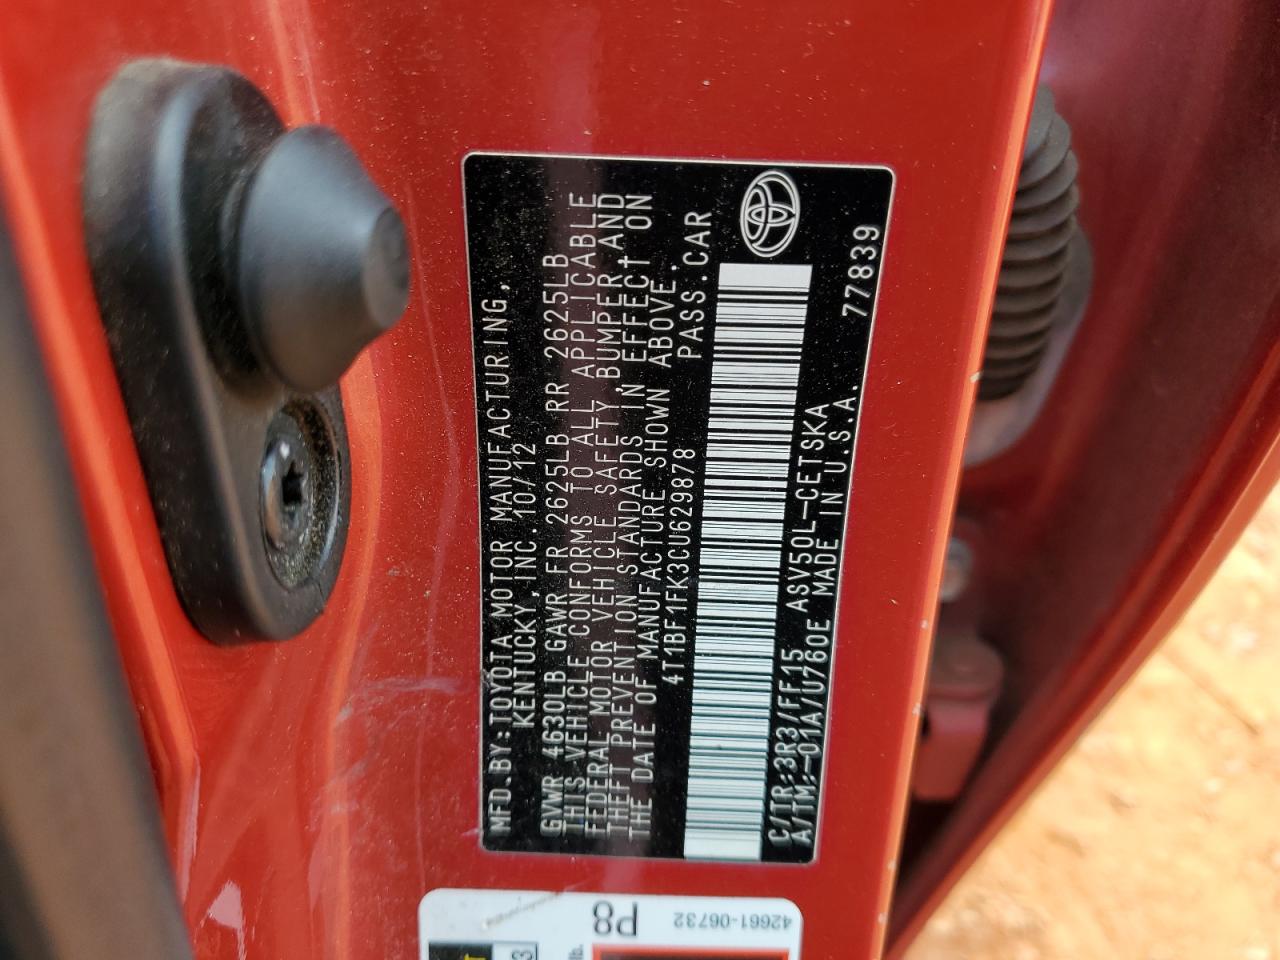 MFD.BY:TOYOTA MOTOR MANUFACTURING,
KENTUCKY, INC. 10/12
GVWR 4630LB GAWR FR 2625LB RR 2625LB
THIS VEHICLE CONFORMS TO ALL APPLICABLE
FEDERAL MOTOR VEHICLE SAFETY, BUMPER, AND
THEFT PREVENTION STANDARDS IN EFFECT ON
THE DATE OF MANUFACTURE SHOWN ABOVE.
4T1BF1FK3CU629878 PASS.CAR
C/TR:3R3/FF15 ASV50L-CETSKA
A/TM:-01A/U760E MADE IN U.S.A. 77839
42661-06732
P8
lb.
3